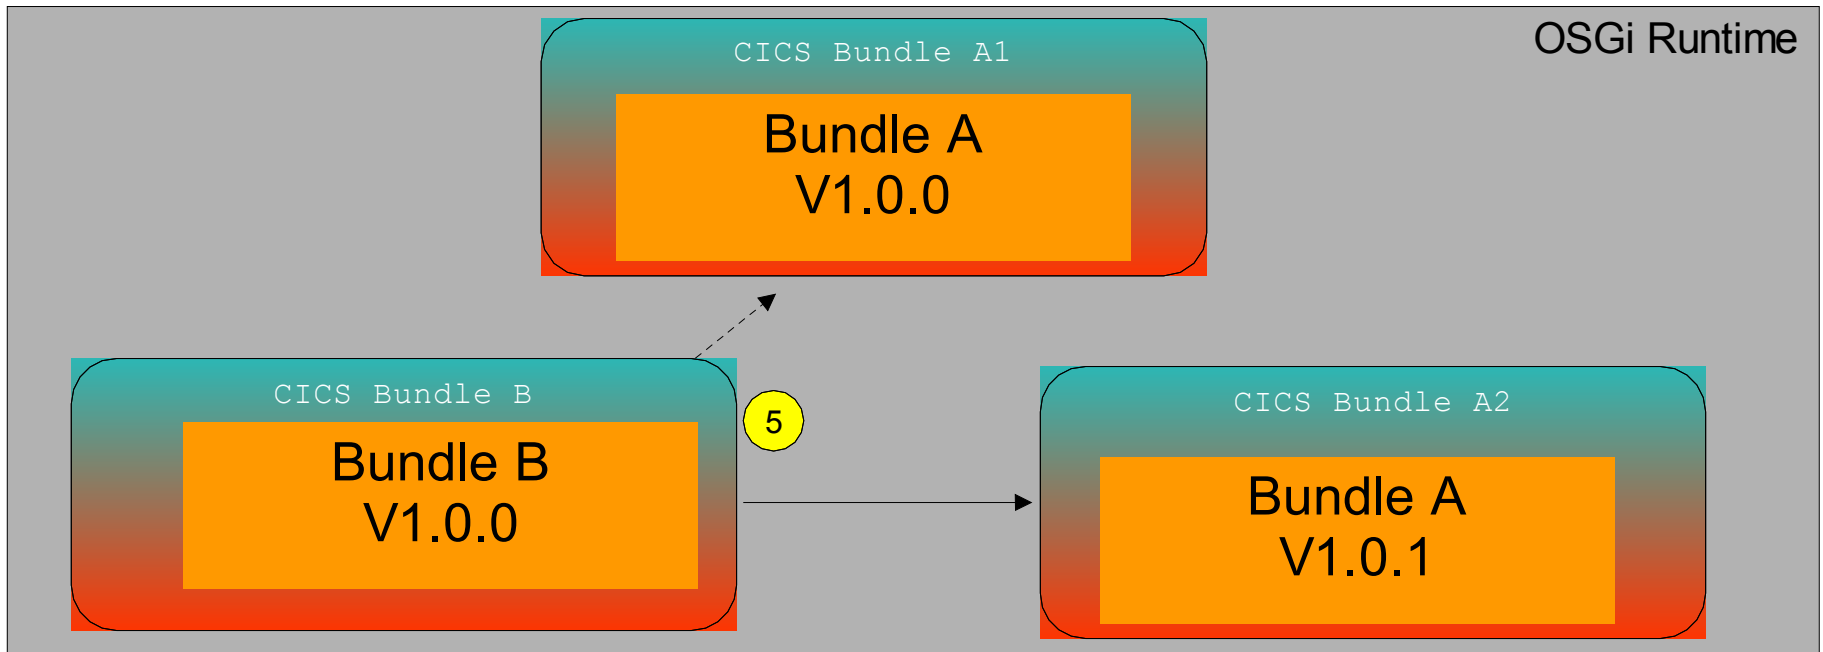 OSGi Runtime
CICS Bundle A1
Bundle A
V1.0.0
CICS Bundle B
Bundle B
V1.0.0
5
CICS Bundle A2
Bundle A
V1.0.1